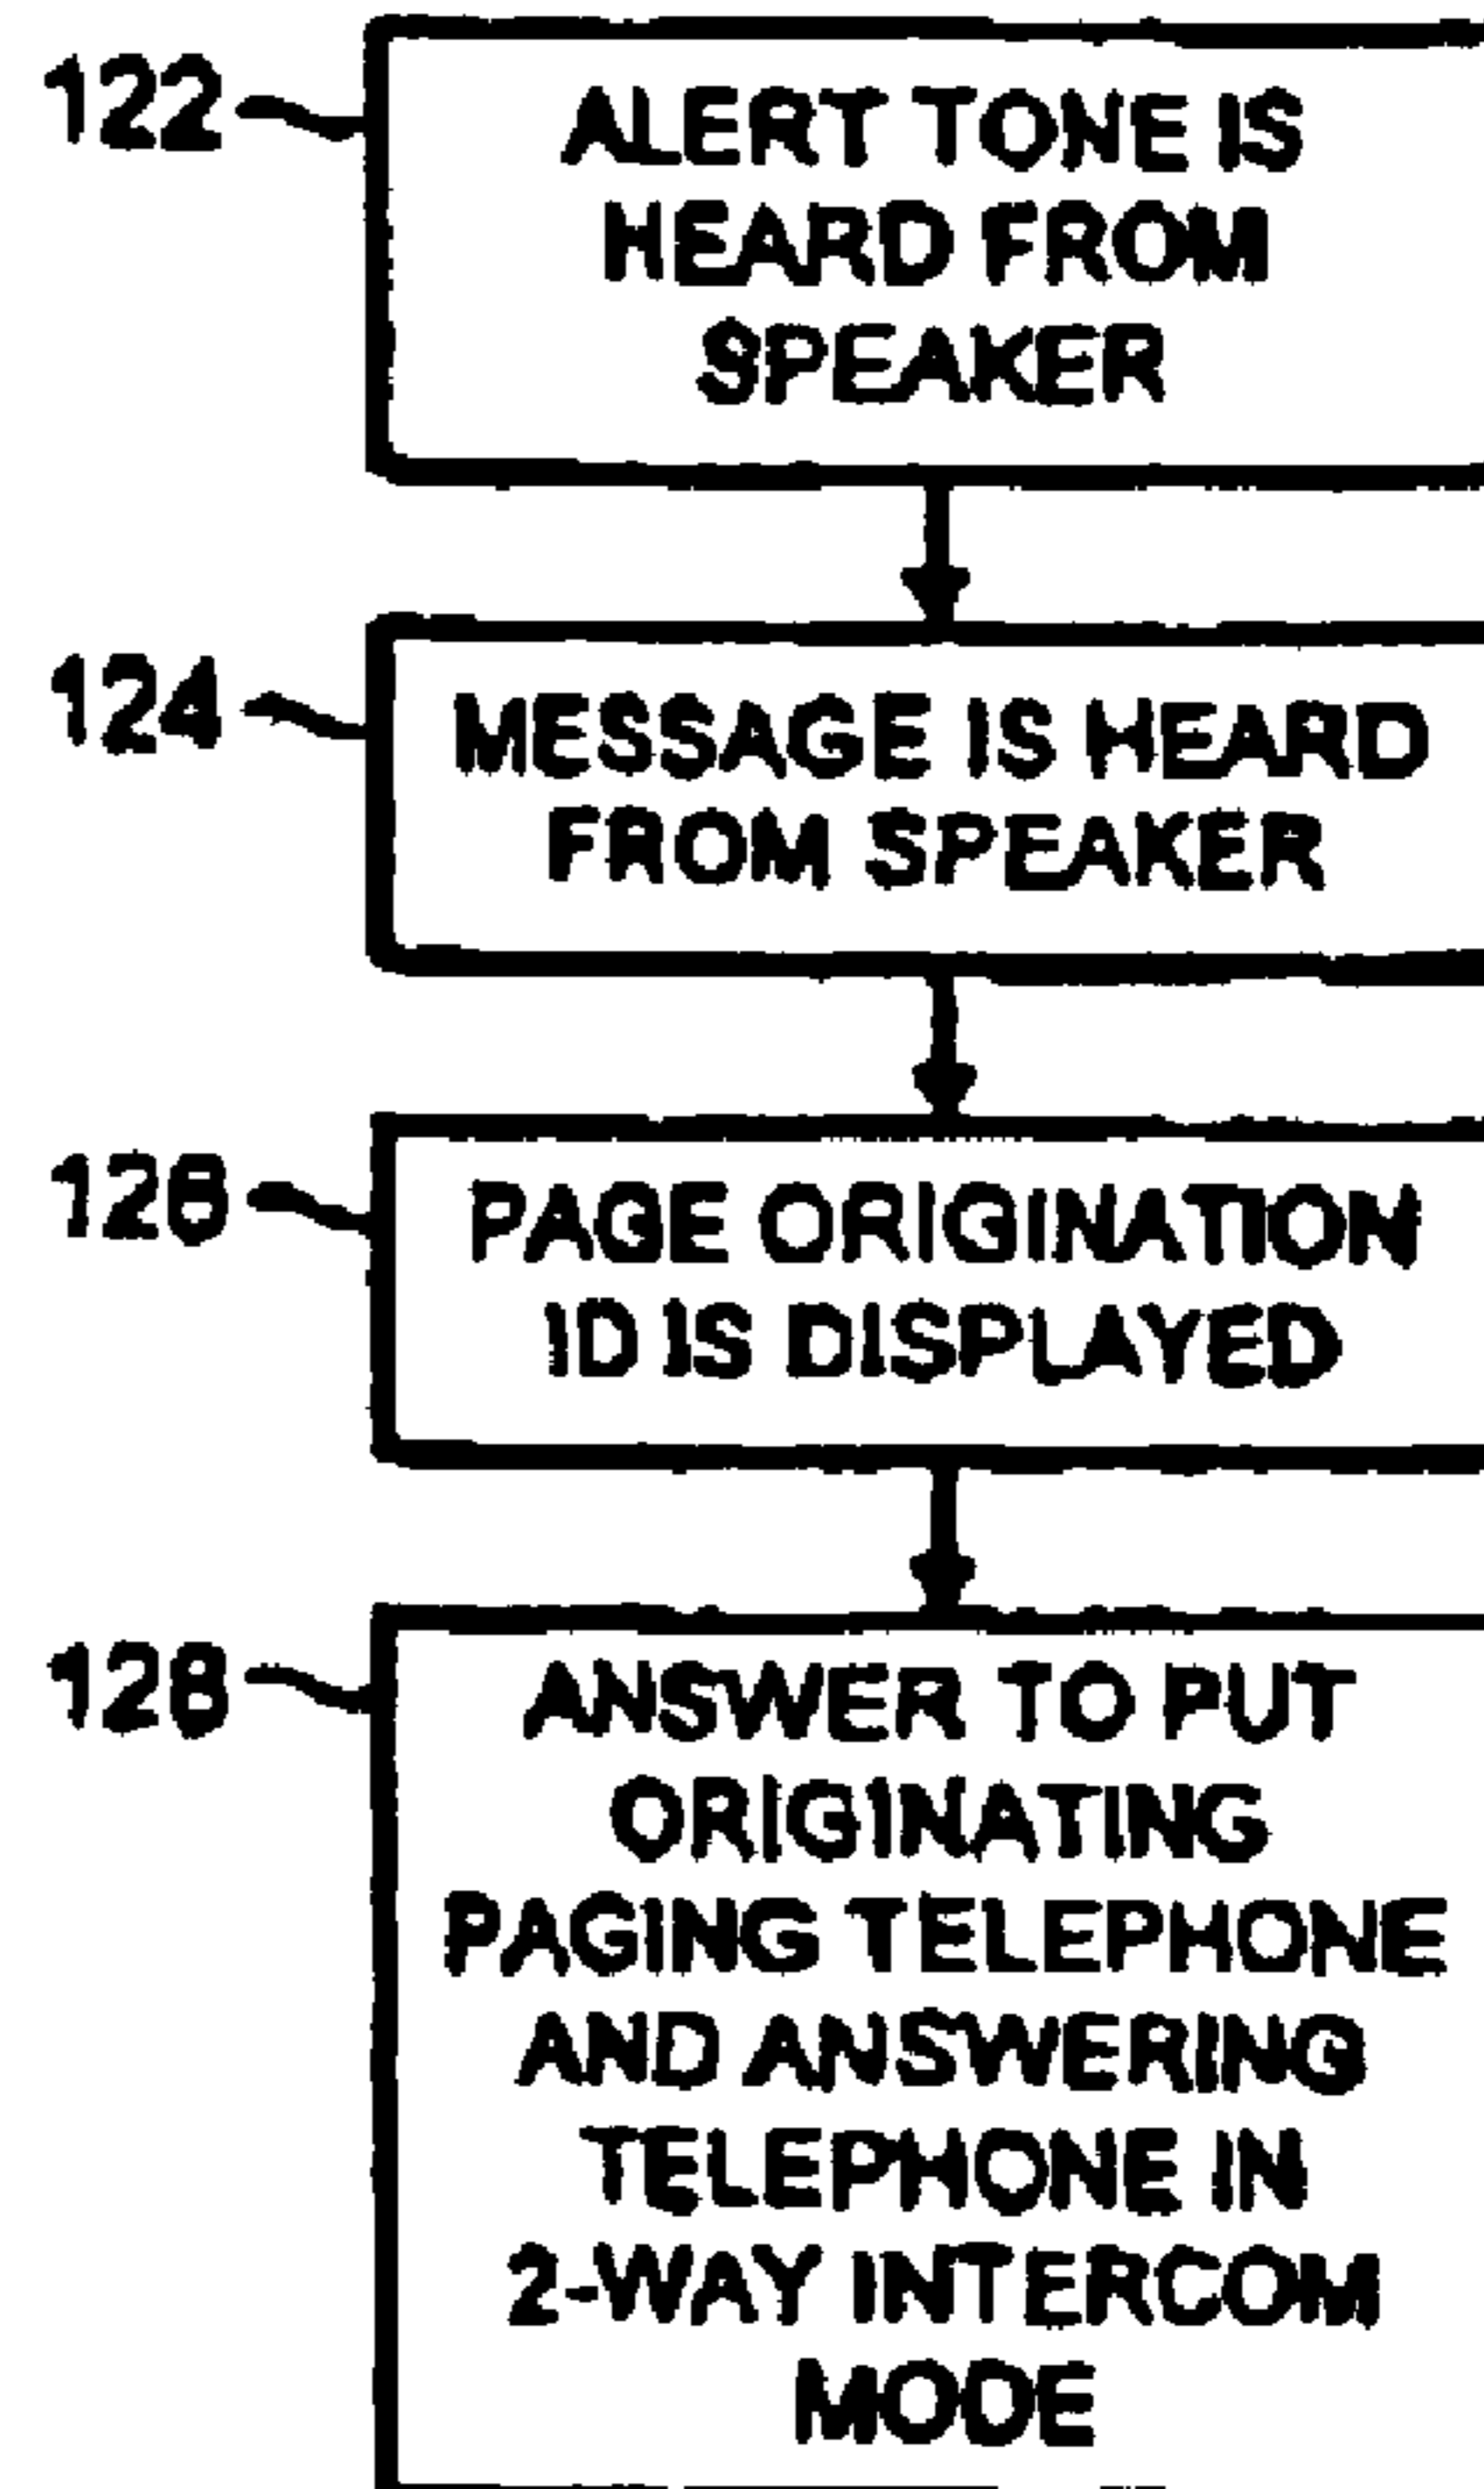 122
ALERT TONE IS
HEARD FROM
SPEAKER
124
MESSAGE IS HEARD
FROM SPEAKER
126
PAGE ORIGINATION
ID IS DISPLAYED
128
ANSWER TO PUT
ORIGINATING
PAGING TELEPHONE
AND ANSWERING
TELEPHONE IN
2-WAY INTERCOM
MODE